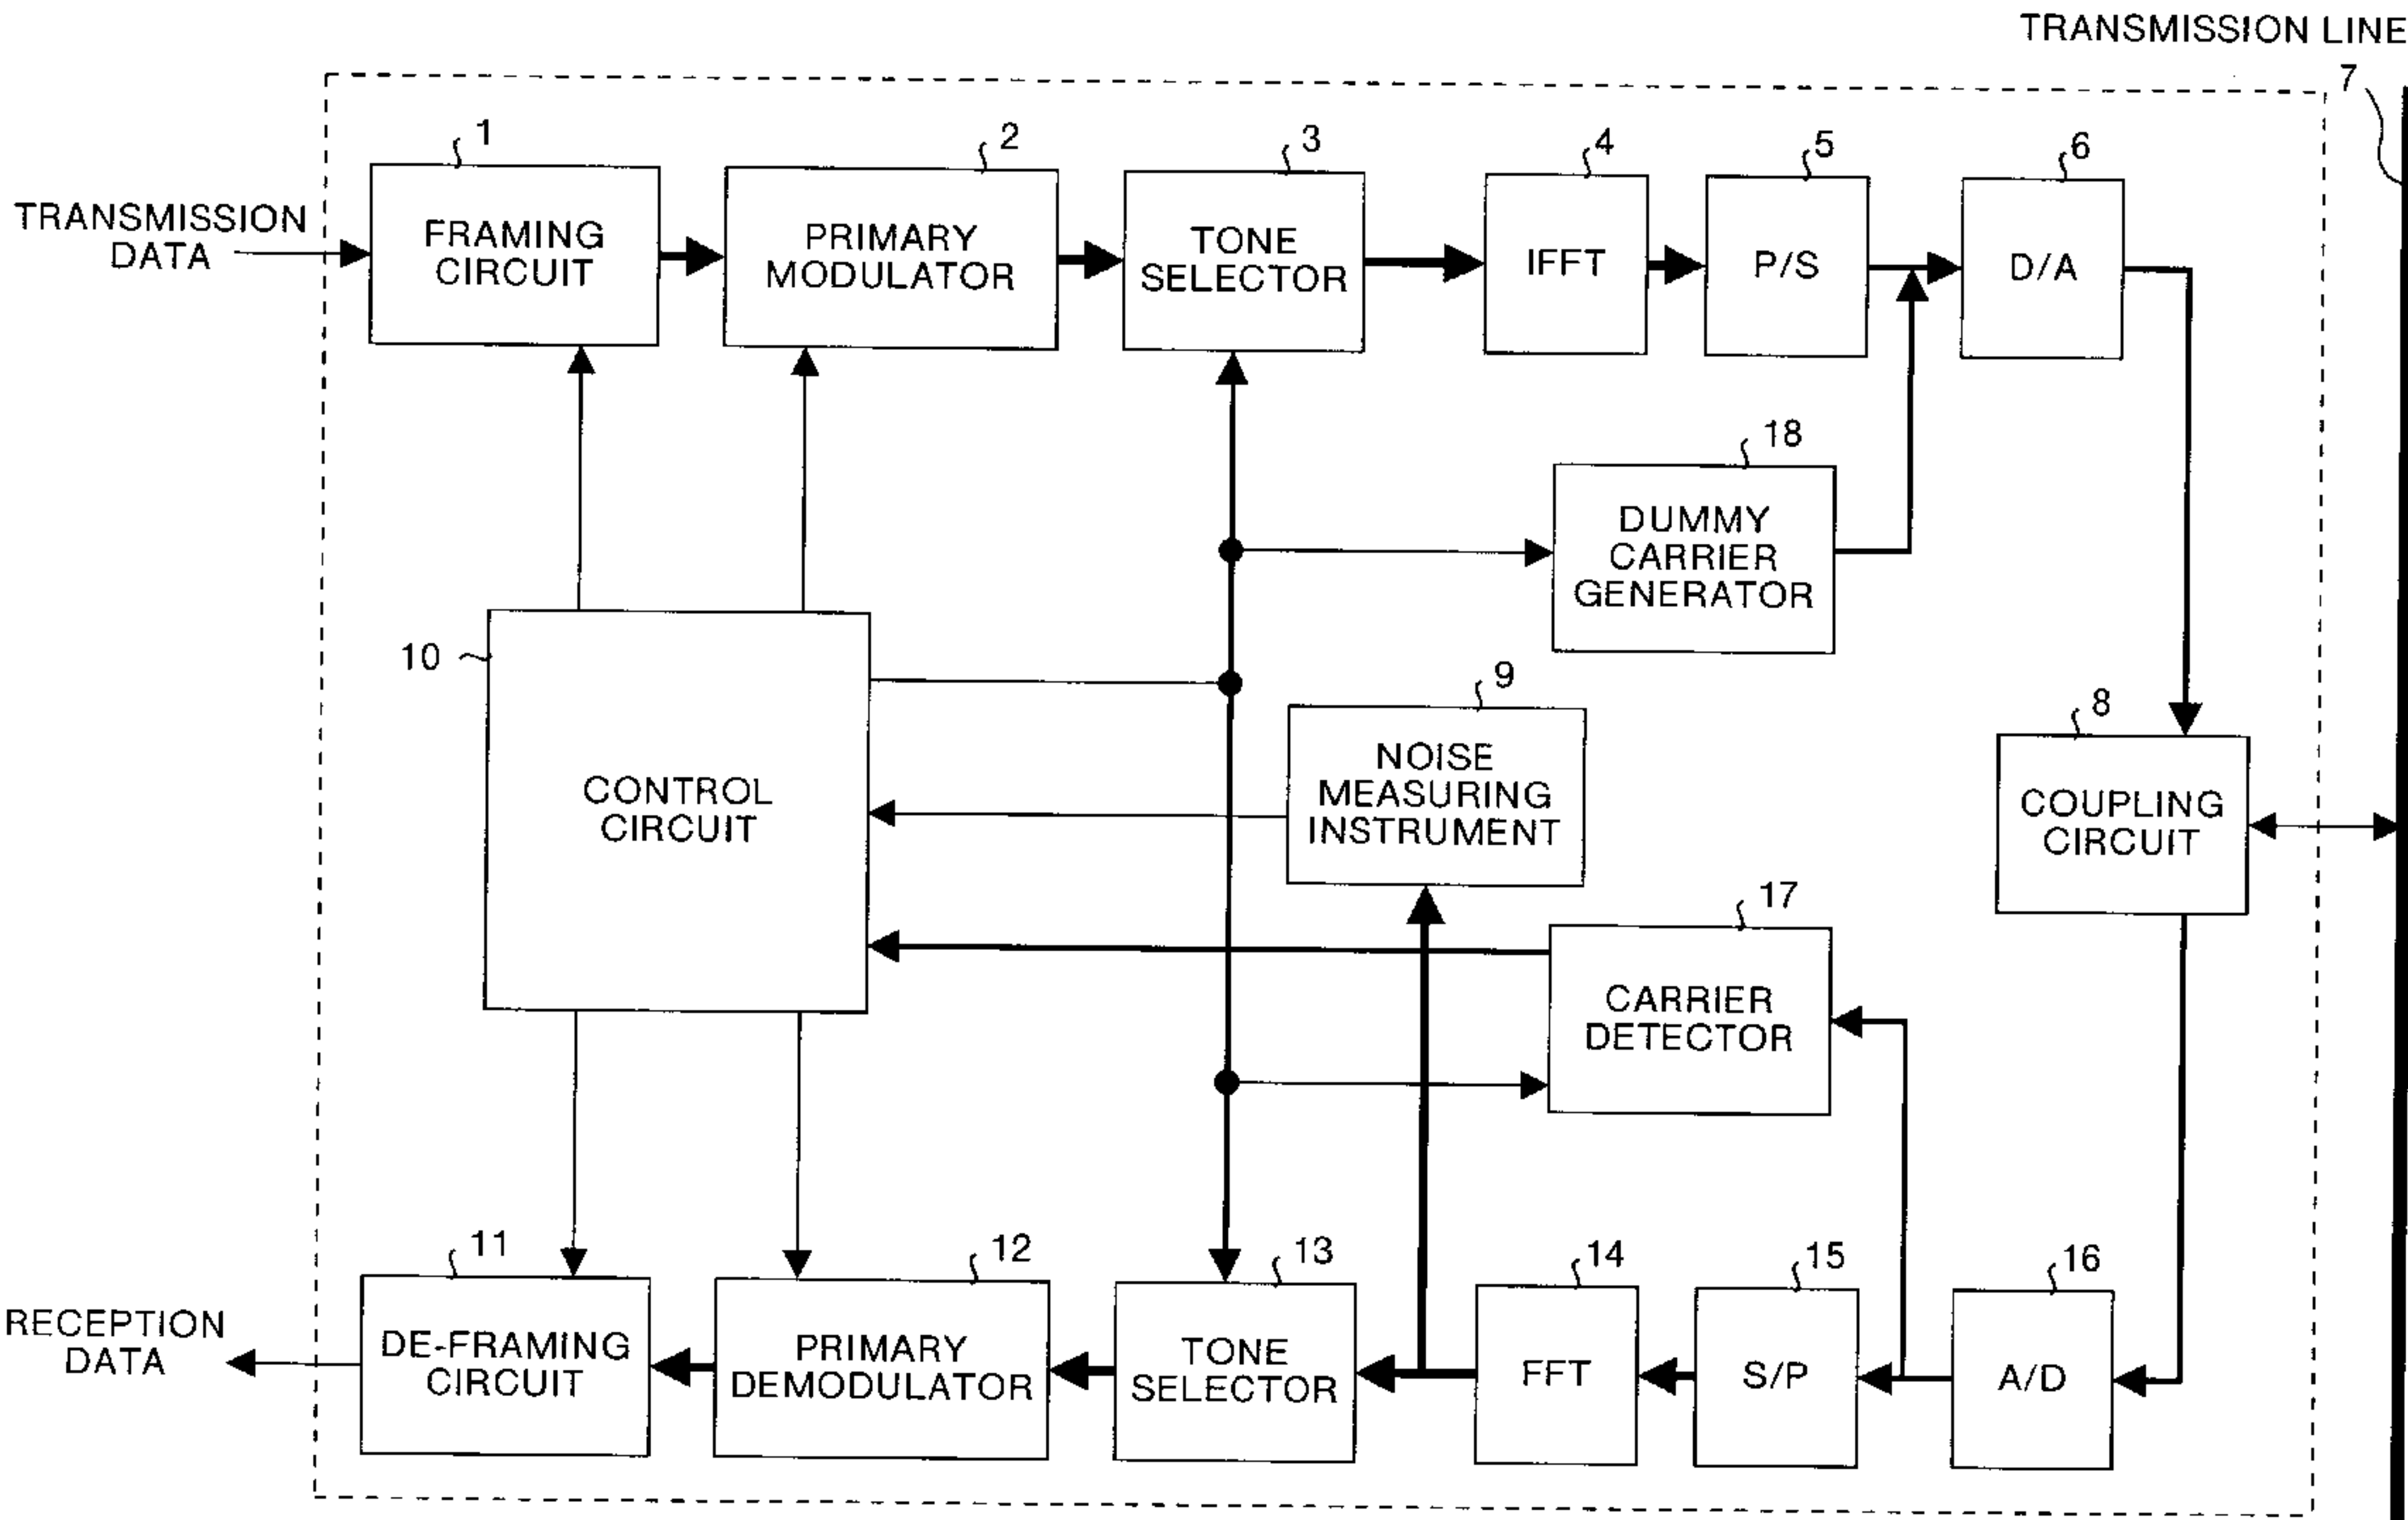 TRANSMISSION LINE
7
1
2
3
4
5
6
TRANSMISSION
DATA
FRAMING
CIRCUIT
PRIMARY
MODULATOR
TONE
SELECTOR
IFFT
P/S
D/A
18
DUMMY
CARRIER
GENERATOR
10
CONTROL
CIRCUIT
9
NOISE
MEASURING
INSTRUMENT
8
COUPLING
CIRCUIT
17
CARRIER
DETECTOR
11
12
13
14
15
16
RECEPTION
DATA
DE-FRAMING
CIRCUIT
PRIMARY
DEMODULATOR
TONE
SELECTOR
FFT
S/P
A/D